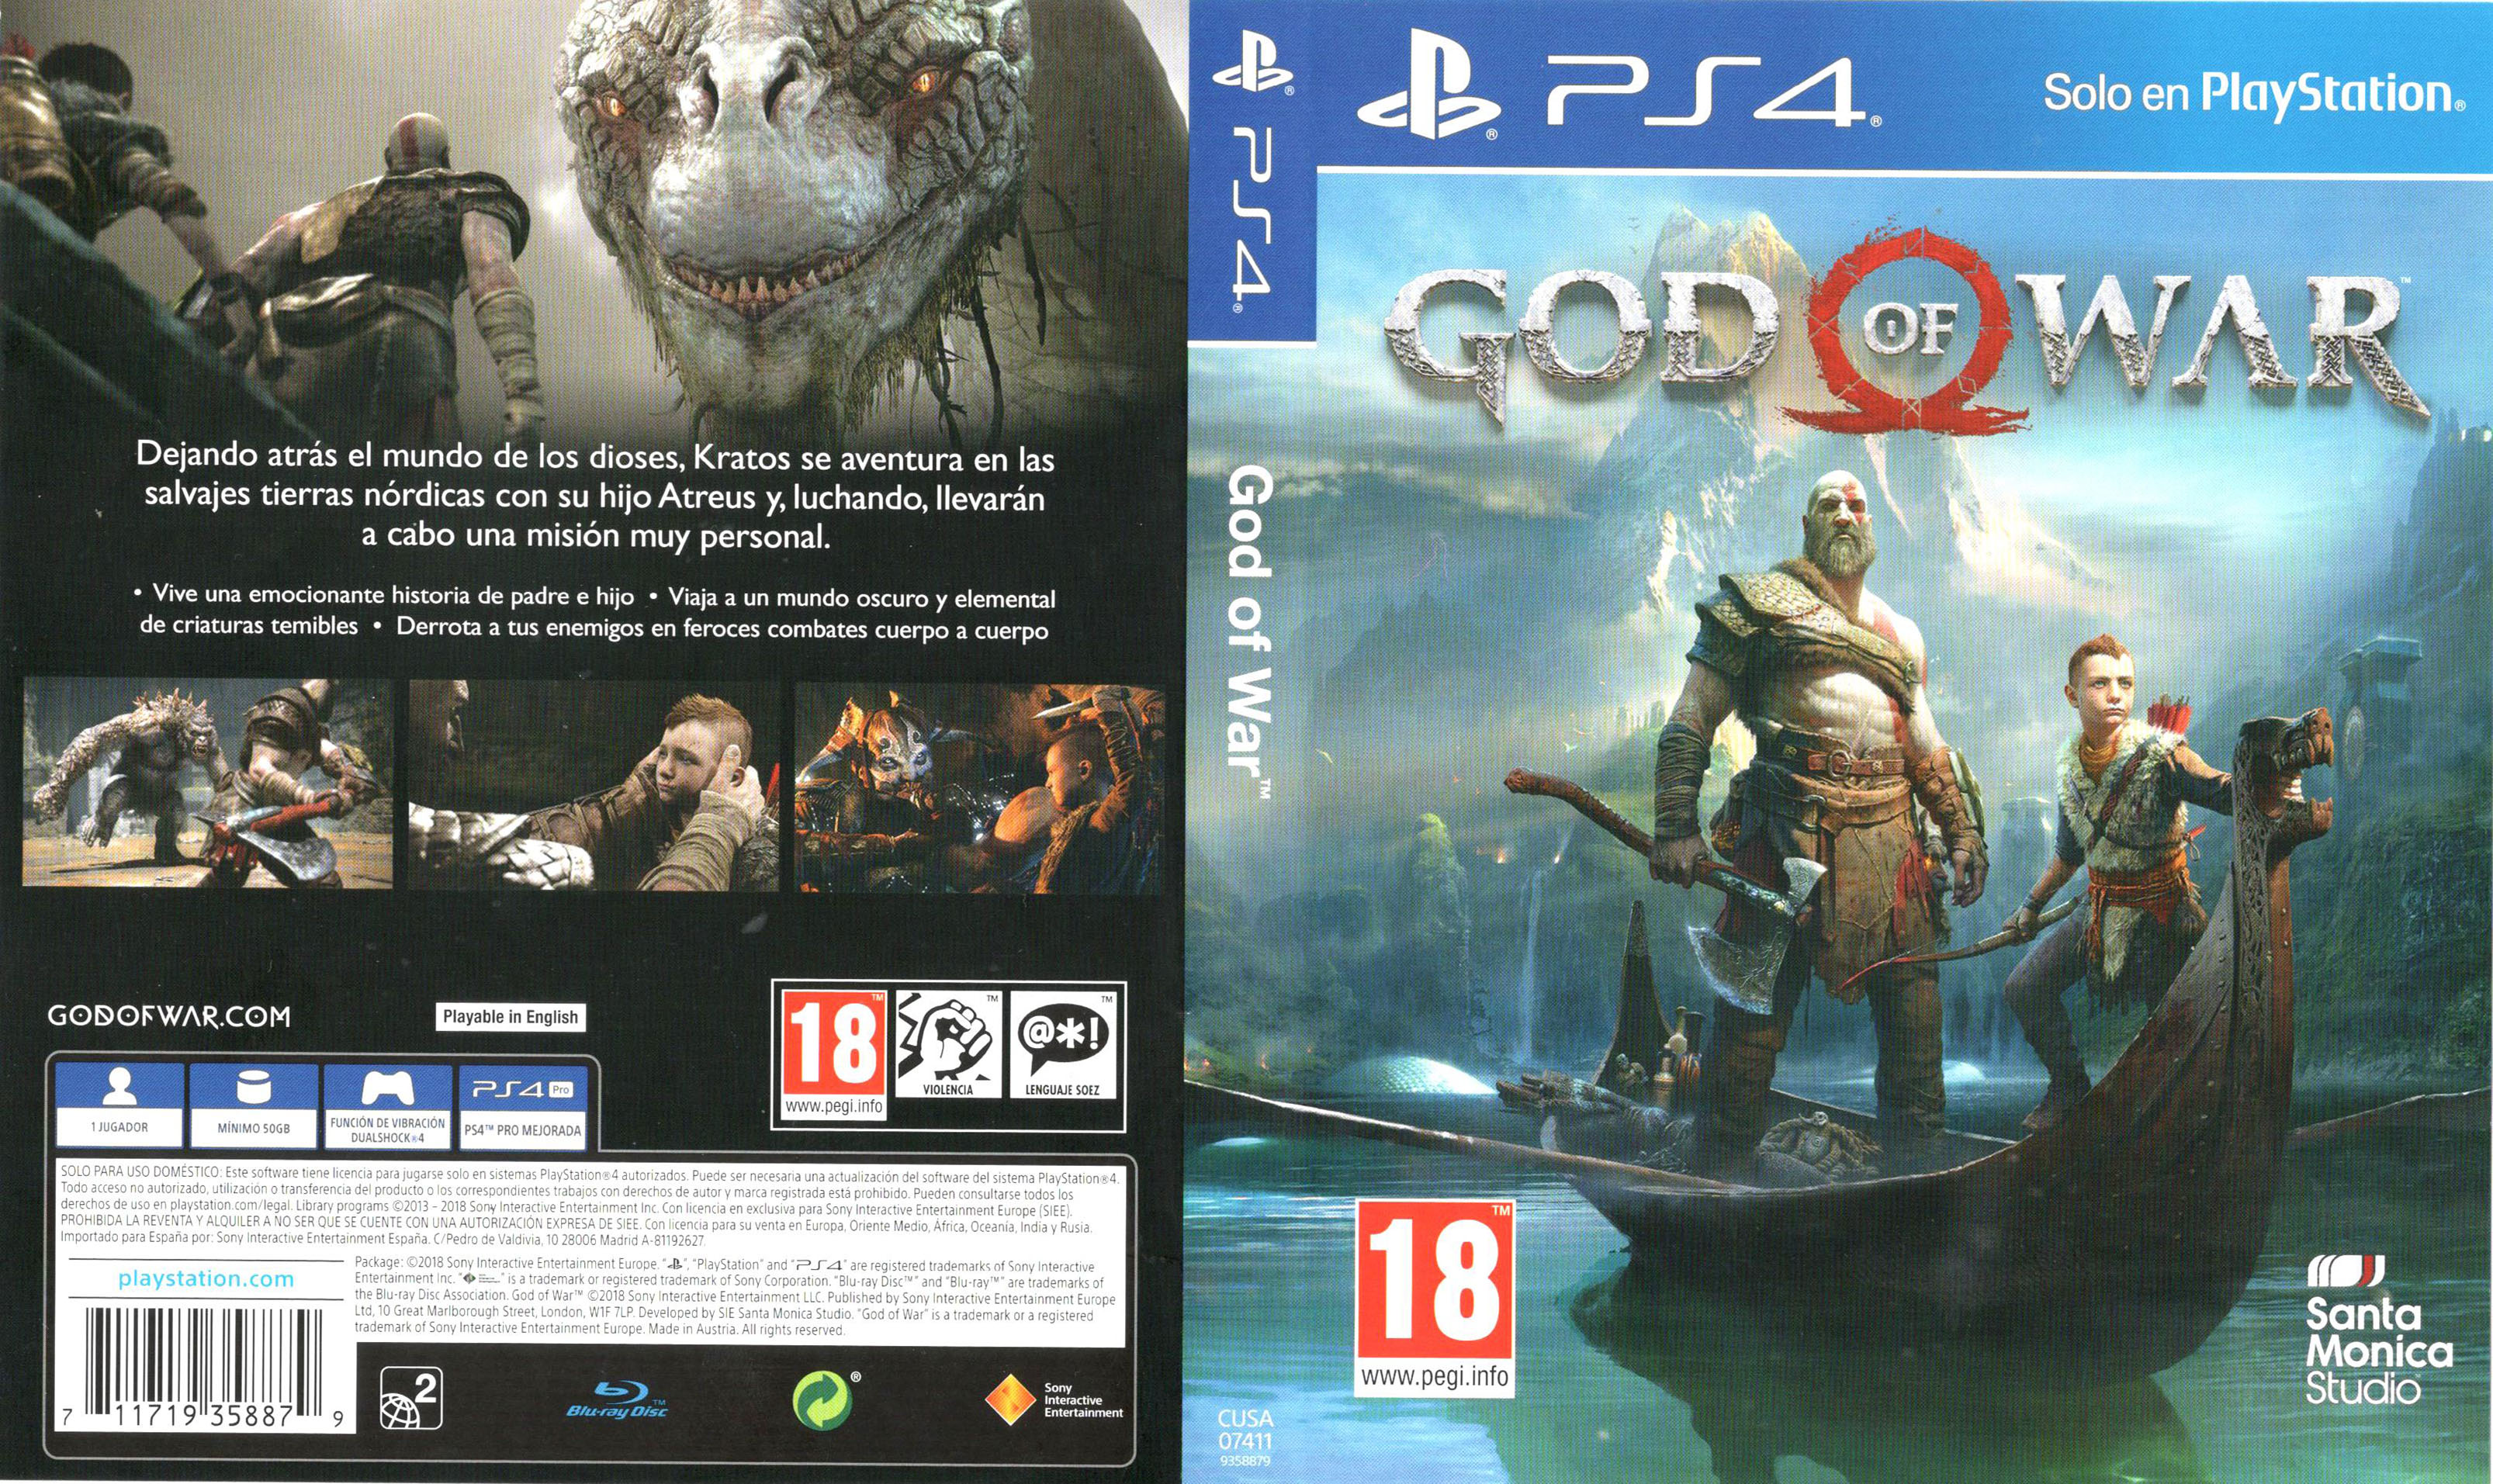 Dejando atrás el mundo de los dioses, Kratos se aventura en las
salvajes tierras nórdicas con su hijo Atreus y, luchando, llevarán
a cabo una misión muy personal.
• Vive una emocionante historia de padre e hijo • Viaja a un mundo oscuro y elemental
de criaturas temibles • Derrota a tus enemigos en feroces combates cuerpo a cuerpo
GODOFWAR.COM
Playable in English
18™
www.pegi.info
™
VIOLENCIA
@*!
™
LENGUAJE SOEZ
1 JUGADOR
MÍNIMO 50GB
FUNCIÓN DE VIBRACIÓN
DUALSHOCK®4
PS4 Pro
PS4™ PRO MEJORADA
SOLO PARA USO DOMÉSTICO: Este software tiene licencia para jugarse solo en sistemas PlayStation®4 autorizados. Puede ser necesaria una actualización del software del sistema PlayStation®4.
Todo acceso no autorizado, utilización o transferencia del producto o los correspondientes trabajos con derechos de autor y marca registrada está prohibido. Pueden consultarse todos los
derechos de uso en playstation.com/legal. Library programs ©2013 - 2018 Sony Interactive Entertainment Inc. Con licencia en exclusiva para Sony Interactive Entertainment Europe (SIEE).
PROHIBIDA LA REVENTA Y ALQUILER A NO SER QUE SE CUENTE CON UNA AUTORIZACIÓN EXPRESA DE SIEE. Con licencia para su venta en Europa, Oriente Medio, África, Oceanía, India y Rusia.
Importado para España por: Sony Interactive Entertainment España. C/Pedro de Valdivia, 10 28006 Madrid A-81192627.
playstation.com
Package: ©2018 Sony Interactive Entertainment Europe. "", "PlayStation" and "PS4" are registered trademarks of Sony Interactive
Entertainment Inc. "" is a trademark or registered trademark of Sony Corporation. "Blu-ray Disc™" and "Blu-ray™" are trademarks of
the Blu-ray Disc Association. God of War™ ©2018 Sony Interactive Entertainment LLC. Published by Sony Interactive Entertainment Europe
Ltd, 10 Great Marlborough Street, London, W1F 7LP. Developed by SIE Santa Monica Studio. "God of War" is a trademark or a registered
trademark of Sony Interactive Entertainment Europe. Made in Austria. All rights reserved.
7 11719 35887 9
2
Blu-ray Disc™
®
Sony
Interactive
Entertainment
PS4®
God of War™
CUSA
07411
9358879
PS4®
Solo en PlayStation®
GOD OF WAR™
18™
www.pegi.info
Santa
Monica
Studio